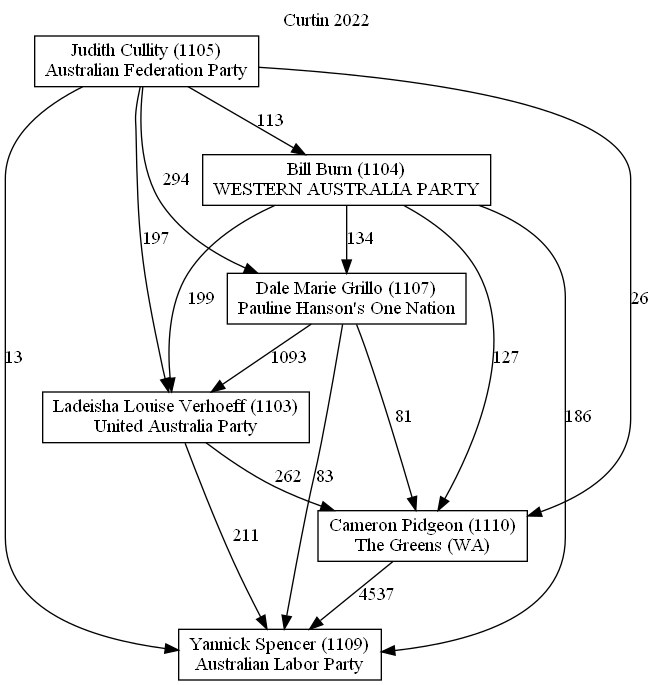 Curtin 2022
Judith Cullity (1105)
Australian Federation Party
113
Bill Burn (1104)
WESTERN AUSTRALIA PARTY
294
197
134
26
Dale Marie Grillo (1107)
Pauline Hanson's One Nation
199
13
1093
127
Ladeisha Louise Verhoeff (1103)
United Australia Party
81
186
262
83
Cameron Pidgeon (1110)
The Greens (WA)
211
4537
Yannick Spencer (1109)
Australian Labor Party